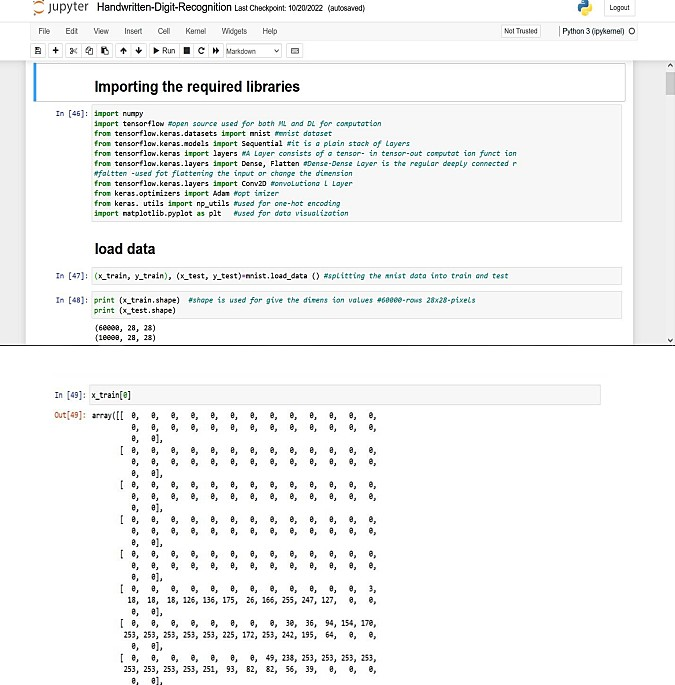 jupyter Handwritten-Digit-Recognition Last Checkpoint: 10/20/2022 (autosaved)
Logout
File Edit View Insert Cell Kernel Widgets Help
Not Trusted
Python 3 (ipykernel)
Run
Markdown
Importing the required libraries
In [46]: import numpy
import tensorflow #open source used for both ML and DL for computation
from tensorflow.keras.datasets import mnist #mnist dataset
from tensorflow.keras.models import Sequential #it is a plain stack of Layers
from tensorflow.keras import layers #A Layer consists of a tensor- in tensor-out computat ion funct ion
from tensorflow.keras.layers import Dense, Flatten #Dense-Dense Layer is the regular deeply connected r
#faltten -used fot flattening the input or change the dimension
from tensorflow.keras.layers import Conv2D #onvolutiona l Layer
from keras.optimizers import Adam #opt imizer
from keras. utils import np_utils #used for one-hot encoding
import matplotlib.pyplot as plt #used for data visualization
load data
In [47]: (x_train, y_train), (x_test, y_test)=mnist.load_data () #splitting the mnist data into train and test
In [48]: print (x_train.shape) #shape is used for give the dimens ion values #60000-rows 28x28-pixels
print (x_test.shape)
(60000, 28, 28)
(10000, 28, 28)
In [49]: x_train[0]
Out[49]: array([[ 0, 0, 0, 0, 0, 0, 0, 0, 0, 0, 0, 0, 0,
0, 0, 0, 0, 0, 0, 0, 0, 0, 0, 0, 0, 0,
0, 0],
[ 0, 0, 0, 0, 0, 0, 0, 0, 0, 0, 0, 0, 0,
0, 0, 0, 0, 0, 0, 0, 0, 0, 0, 0, 0, 0,
0, 0],
[ 0, 0, 0, 0, 0, 0, 0, 0, 0, 0, 0, 0, 0,
0, 0, 0, 0, 0, 0, 0, 0, 0, 0, 0, 0, 0,
0, 0],
[ 0, 0, 0, 0, 0, 0, 0, 0, 0, 0, 0, 0, 0,
0, 0, 0, 0, 0, 0, 0, 0, 0, 0, 0, 0, 0,
0, 0],
[ 0, 0, 0, 0, 0, 0, 0, 0, 0, 0, 0, 0, 0,
0, 0, 0, 0, 0, 0, 0, 0, 0, 0, 0, 0, 0,
0, 0],
[ 0, 0, 0, 0, 0, 0, 0, 0, 0, 0, 0, 0, 3,
18, 18, 18, 126, 136, 175, 26, 166, 255, 247, 127, 0, 0,
0, 0],
[ 0, 0, 0, 0, 0, 0, 0, 0, 30, 36, 94, 154, 170,
253, 253, 253, 253, 253, 225, 172, 253, 242, 195, 64, 0, 0,
0, 0],
[ 0, 0, 0, 0, 0, 0, 0, 49, 238, 253, 253, 253, 253,
253, 253, 253, 253, 251, 93, 82, 82, 56, 39, 0, 0, 0,
0, 0],